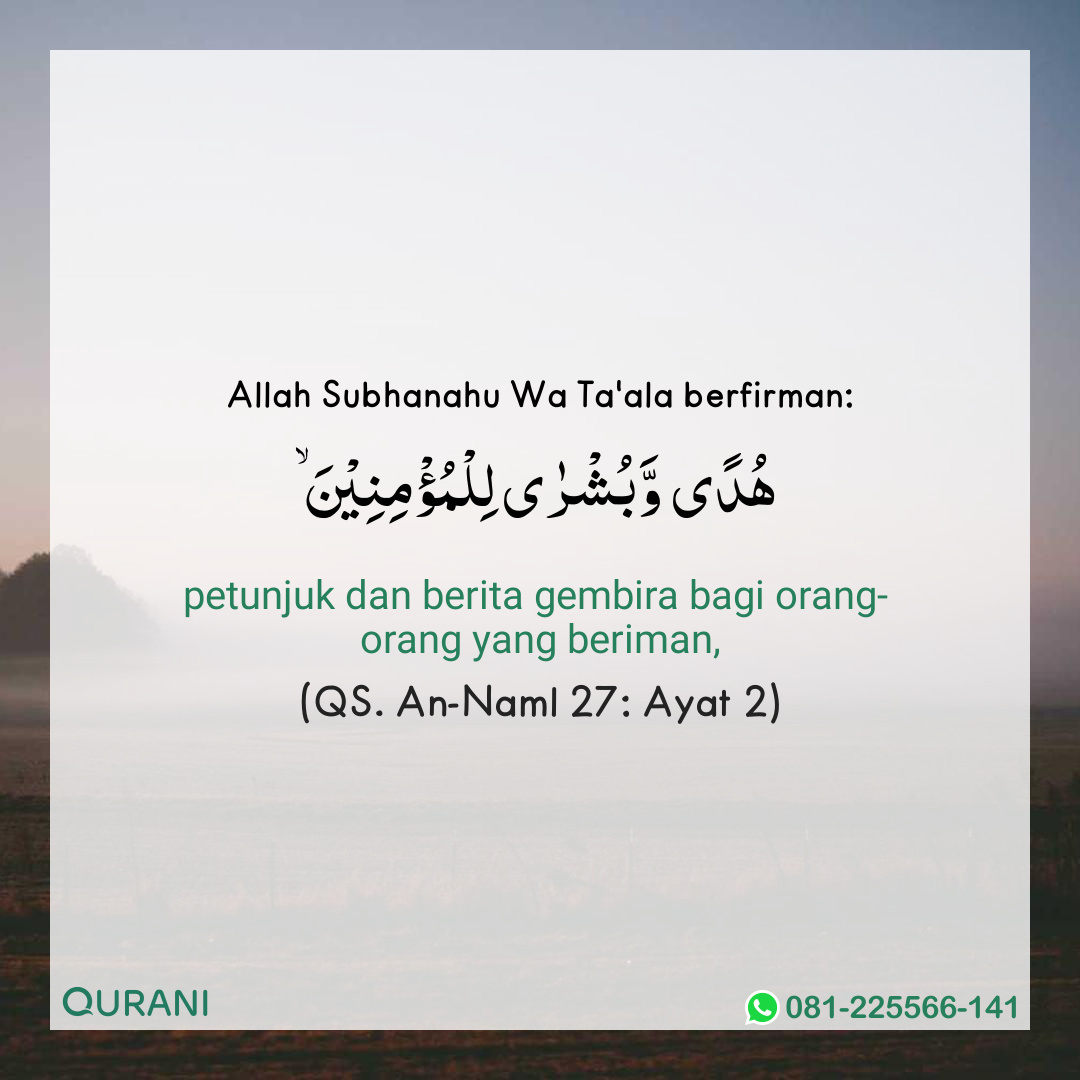 Allah Subhanahu Wa Ta'ala berfirman:
هُدًى وَّبُشْرٰى لِلْمُؤْمِنِيْنَ ۙ
petunjuk dan berita gembira bagi orang-
orang yang beriman,
(QS. An-Naml 27: Ayat 2)
QURANI
081-225566-141